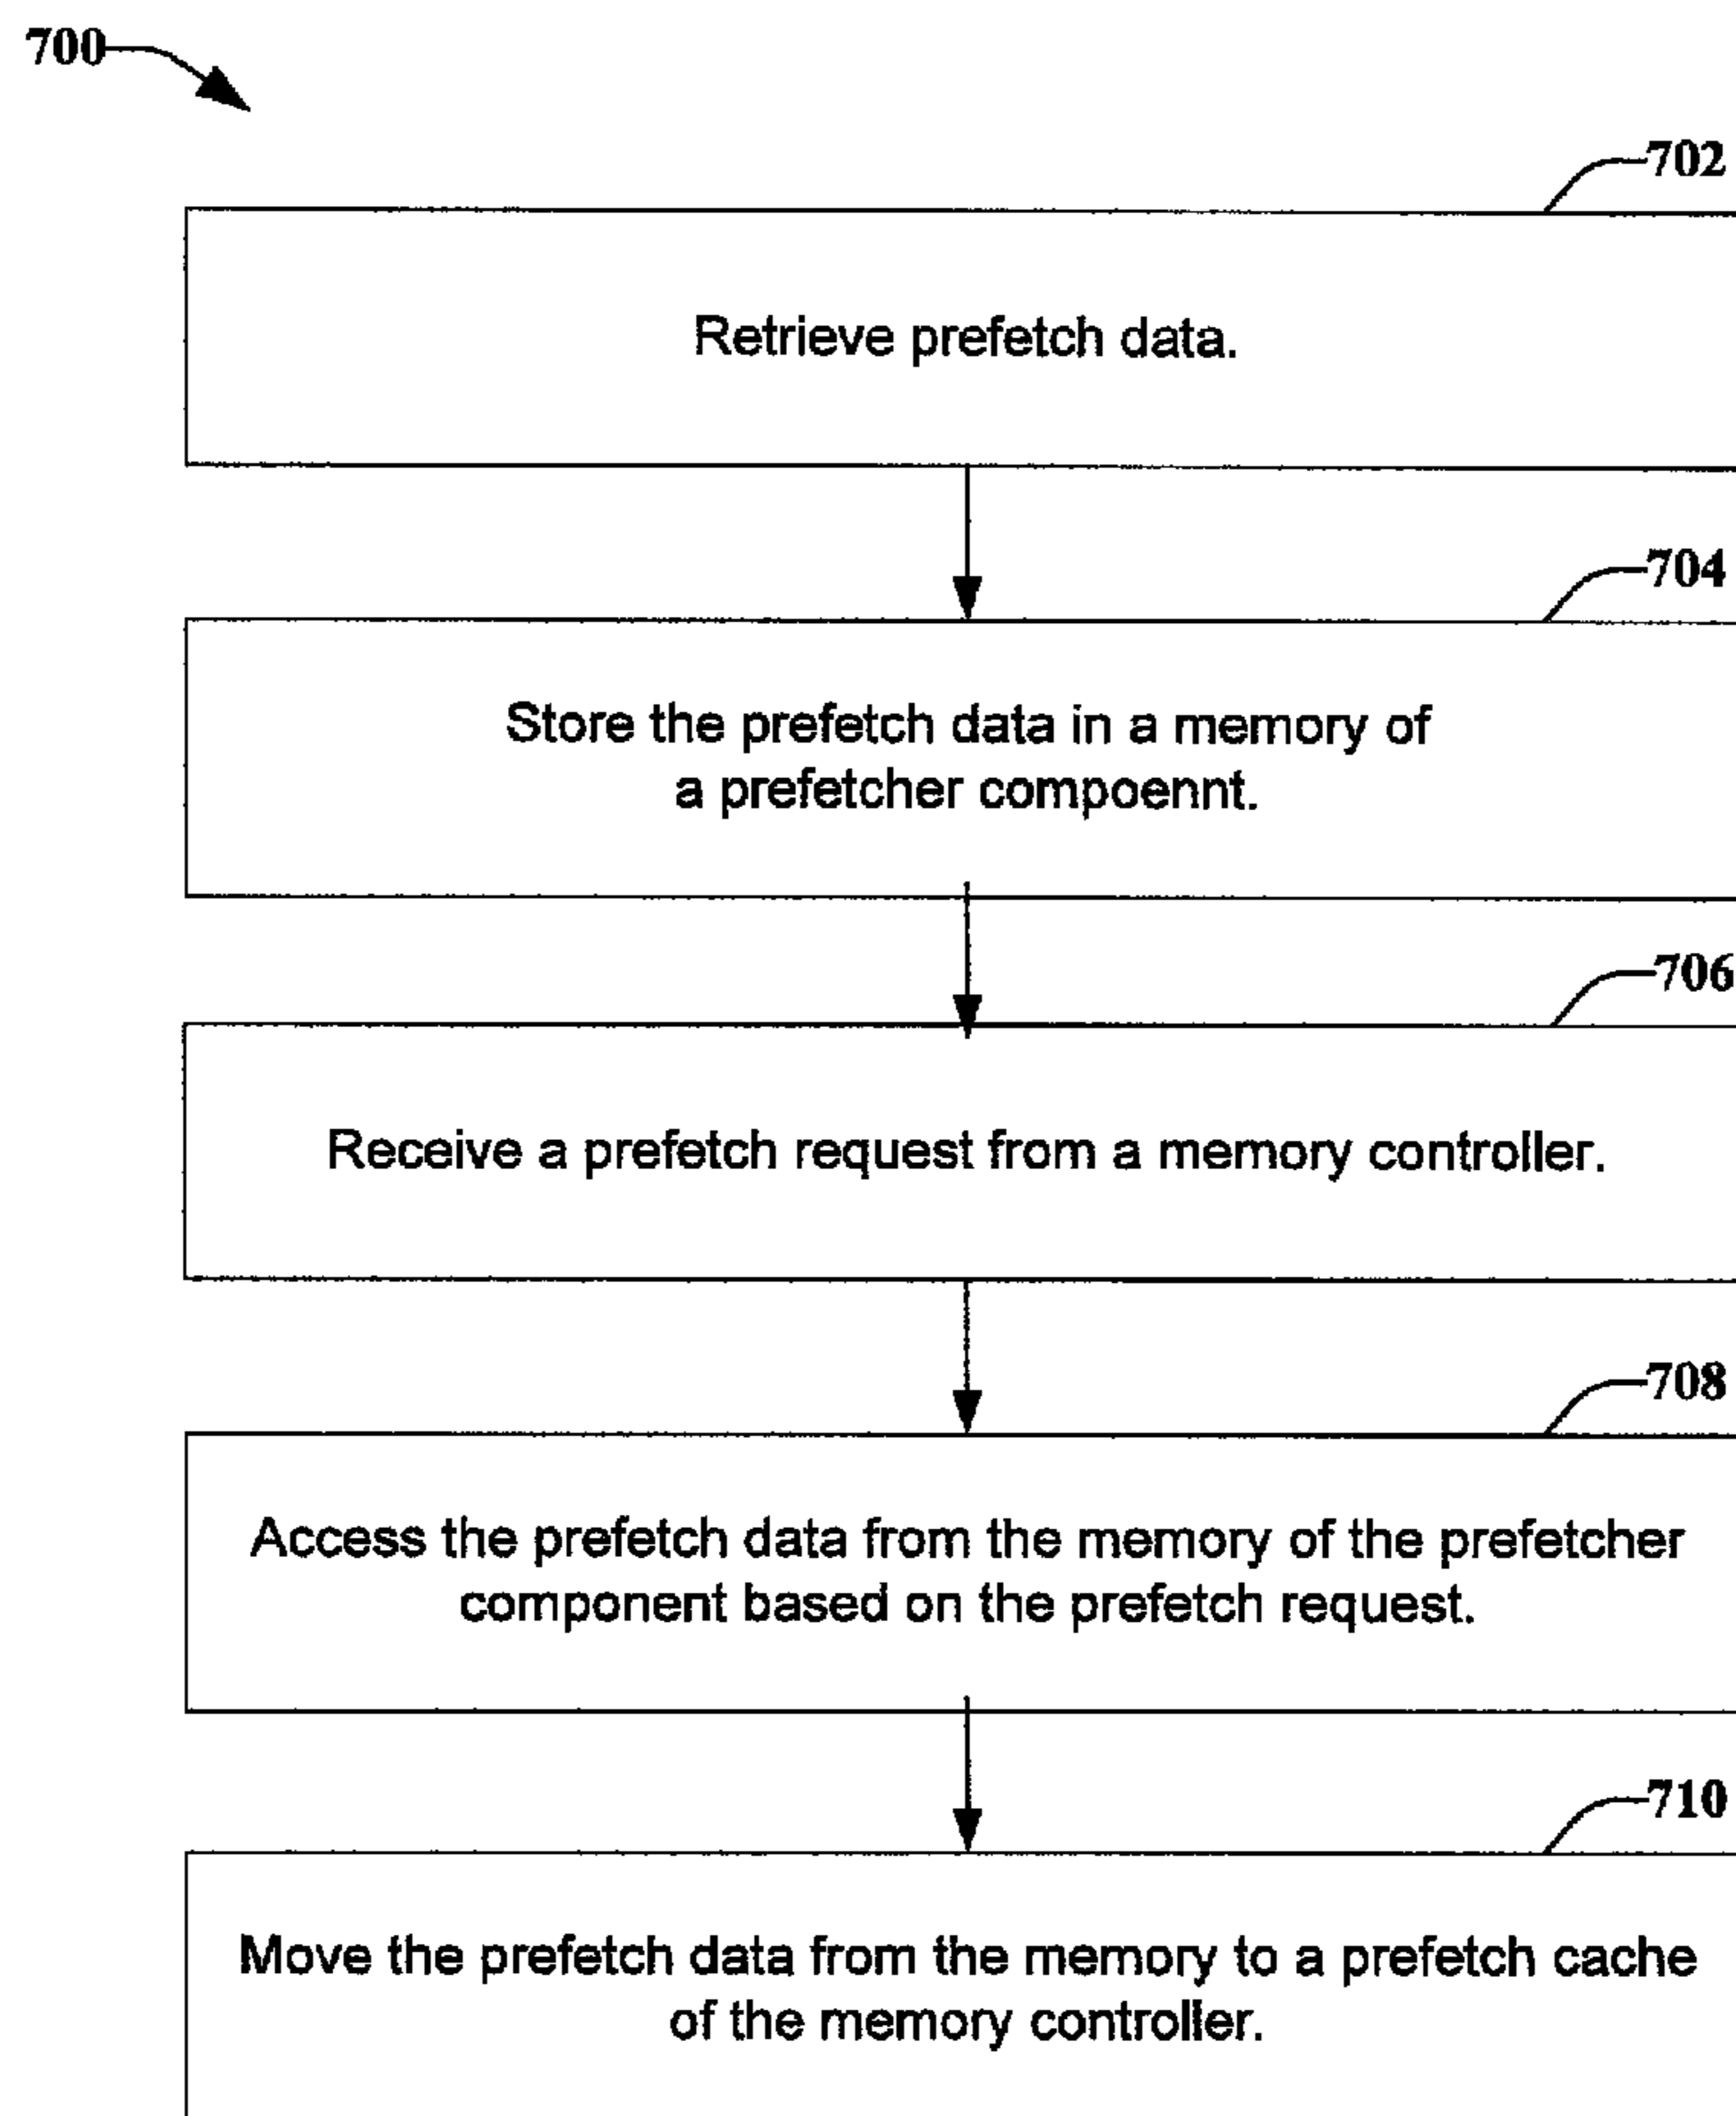 700
702
Retrieve prefetch data.
704
Store the prefetch data in a memory of
a prefetcher compoennt.
706
Receive a prefetch request from a memory controller.
708
Access the prefetch data from the memory of the prefetcher
component based on the prefetch request.
710
Move the prefetch data from the memory to a prefetch cache
of the memory controller.